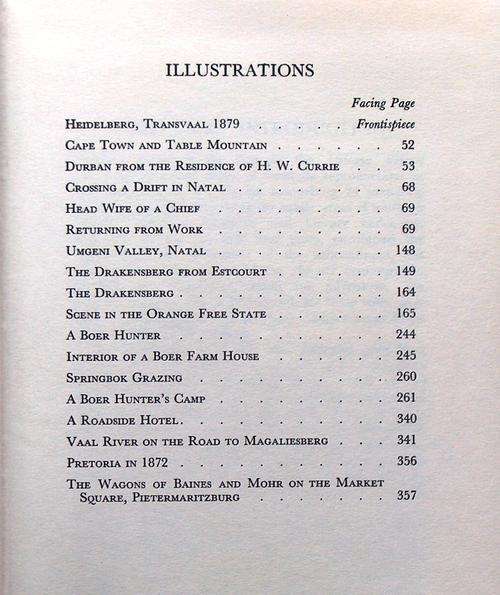 ILLUSTRATIONS
Facing Page
Heidelberg, Transvaal 1879 . . . . . Frontispiece
Cape Town and Table Mountain . . . . . . 52
Durban from the Residence of H. W. Currie . . 53
Crossing a Drift in Natal . . . . . . . . 68
Head Wife of a Chief . . . . . . . . . 69
Returning from Work . . . . . . . . . 69
Umgeni Valley, Natal . . . . . . . . . 148
The Drakensberg from Estcourt . . . . . . 149
The Drakensberg . . . . . . . . . . 164
Scene in the Orange Free State . . . . . . 165
A Boer Hunter . . . . . . . . . . . 244
Interior of a Boer Farm House . . . . . . 245
Springbok Grazing . . . . . . . . . . 260
A Boer Hunter's Camp . . . . . . . . . 261
A Roadside Hotel. . . . . . . . . . . 340
Vaal River on the Road to Magaliesberg . . . 341
Pretoria in 1872 . . . . . . . . . . 356
The Wagons of Baines and Mohr on the Market
Square, Pietermaritzburg . . . . . . . 357